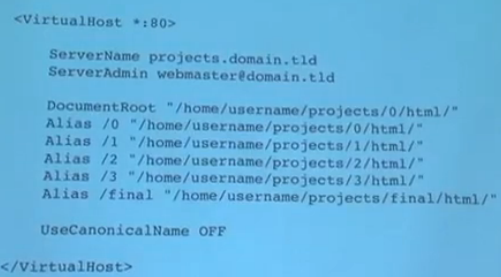 <VirtualHost *:80>
ServerName projects.domain.tld
ServerAdmin webmaster@domain.tld
DocumentRoot "/home/username/projects/0/html/"
Alias /0 "/home/username/projects/0/html/"
Alias /1 "/home/username/projects/1/html/"
Alias /2 "/home/username/projects/2/html/"
Alias /3 "/home/username/projects/3/html/"
Alias /final "/home/username/projects/final/html/"
UseCanonicalName OFF
</VirtualHost>